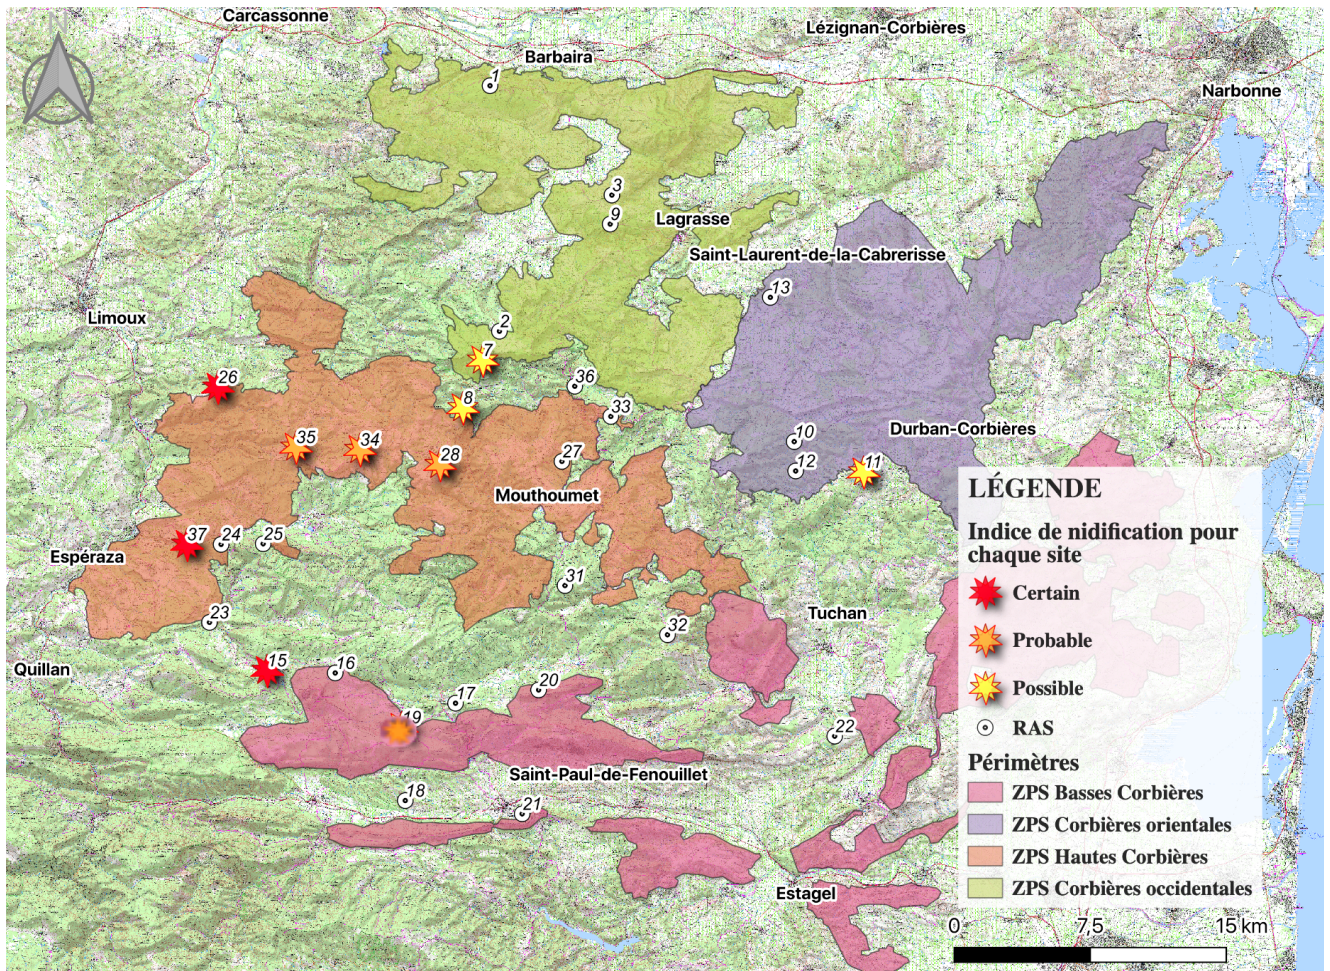 Carcassonne
Lézignan-Corbières
Barbaira
Narbonne
1
3
9
Lagrasse
Saint-Laurent-de-la-Cabrerisse
13
Limoux
2
7
26
36
8
33
Durban-Corbières
35
34
10
28
27
12
11
Mouthoumet
37
24
25
Espéraza
31
23
Tuchan
32
Quillan
15
16
20
17
19
22
Saint-Paul-de-Fenouillet
18
21
Estagel
LÉGENDE
Indice de nidification pour
chaque site
Certain
Probable
Possible
RAS
Périmètres
ZPS Basses Corbières
ZPS Corbières orientales
ZPS Hautes Corbières
ZPS Corbières occidentales
0 7,5 15 km